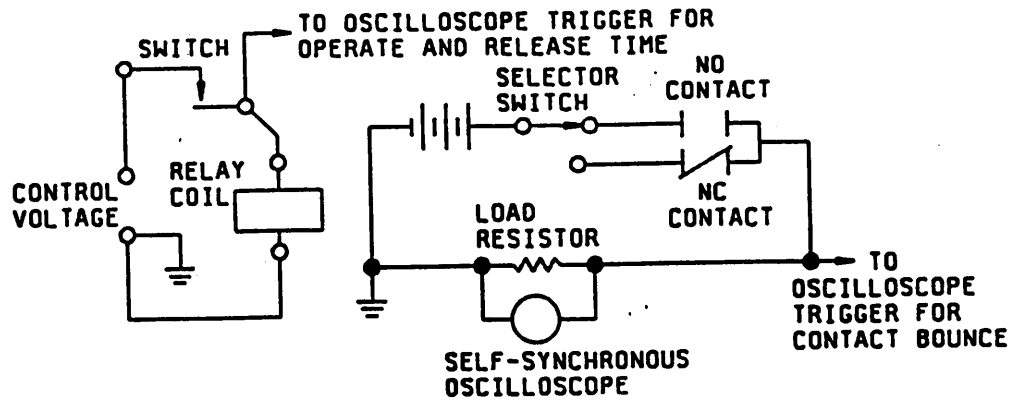 TO OSCILLOSCOPE TRIGGER FOR
OPERATE AND RELEASE TIME
SWITCH
SELECTOR
SWITCH
NO
CONTACT
RELAY
COIL
CONTROL
VOLTAGE
NC
CONTACT
LOAD
RESISTOR
TO
OSCILLOSCOPE
TRIGGER FOR
CONTACT BOUNCE
SELF-SYNCHRONOUS
OSCILLOSCOPE